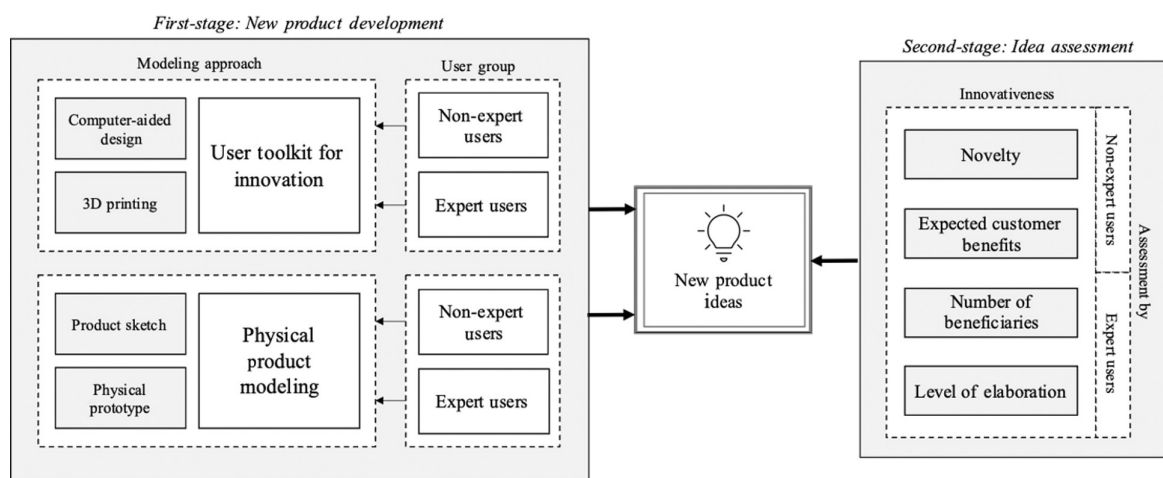 First-stage: New product development
Modeling approach
User group
Computer-aided
design
3D printing
User toolkit for
innovation
Non-expert
users
Expert users
Product sketch
Physical
prototype
Physical
product
modeling
Non-expert
users
Expert users
New product
ideas
Second-stage: Idea assessment
Innovativeness
Novelty
Expected customer
benefits
Number of
beneficiaries
Level of elaboration
Non-expert
users
Expert
users
Assessment by